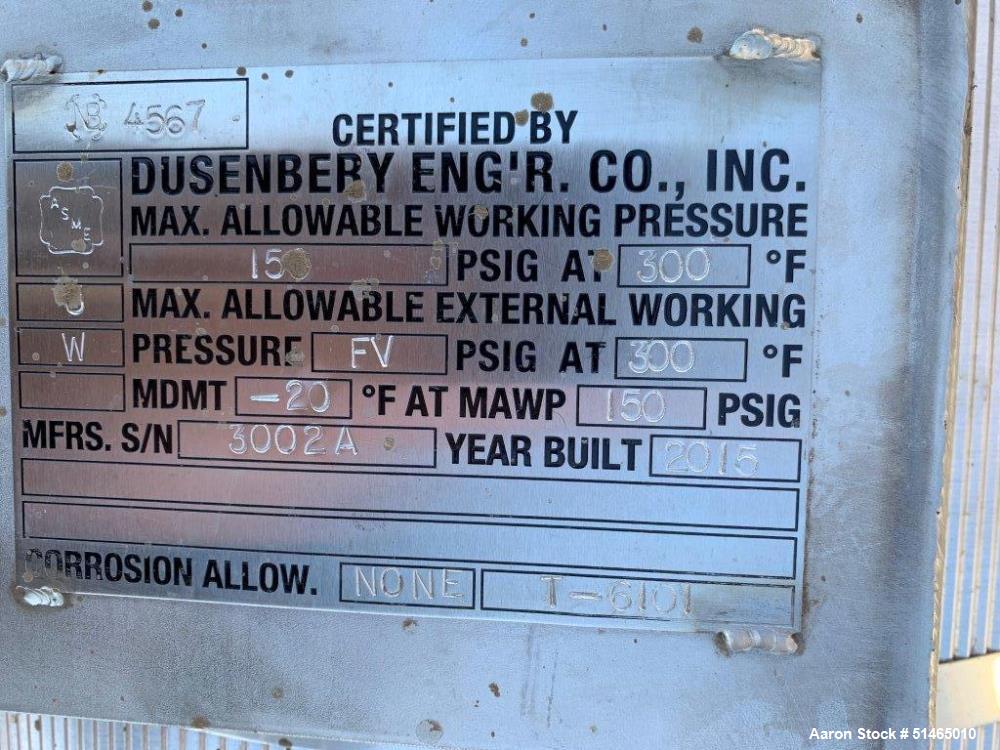 NB 4567
CERTIFIED BY
DUSENBERY ENG'R. CO., INC.
ASME
MAX. ALLOWABLE WORKING PRESSURE
150 PSIG AT 300 °F
U
MAX. ALLOWABLE EXTERNAL WORKING
W PRESSURE FV PSIG AT 300 °F
MDMT -20 °F AT MAWP 150 PSIG
MFRS. S/N 3002A YEAR BUILT 2015
CORROSION ALLOW. NONE T-6101
Aaron Stock # 51465010